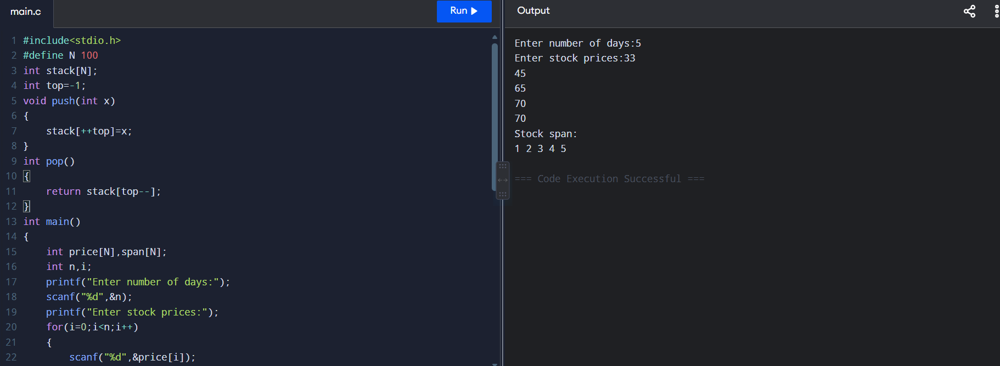 main.c
Run
1 #include<stdio.h>
2 #define N 100
3 int stack[N];
4 int top=-1;
5 void push(int x)
6 {
7     stack[++top]=x;
8 }
9 int pop()
10 {
11     return stack[top--];
12 }
13 int main()
14 {
15     int price[N],span[N];
16     int n,i;
17     printf("Enter number of days:");
18     scanf("%d",&n);
19     printf("Enter stock prices:");
20     for(i=0;i<n;i++)
21     {
22         scanf("%d",&price[i]);
Output
Enter number of days:5
Enter stock prices:33
45
65
70
70
Stock span:
1 2 3 4 5
=== Code Execution Successful ===